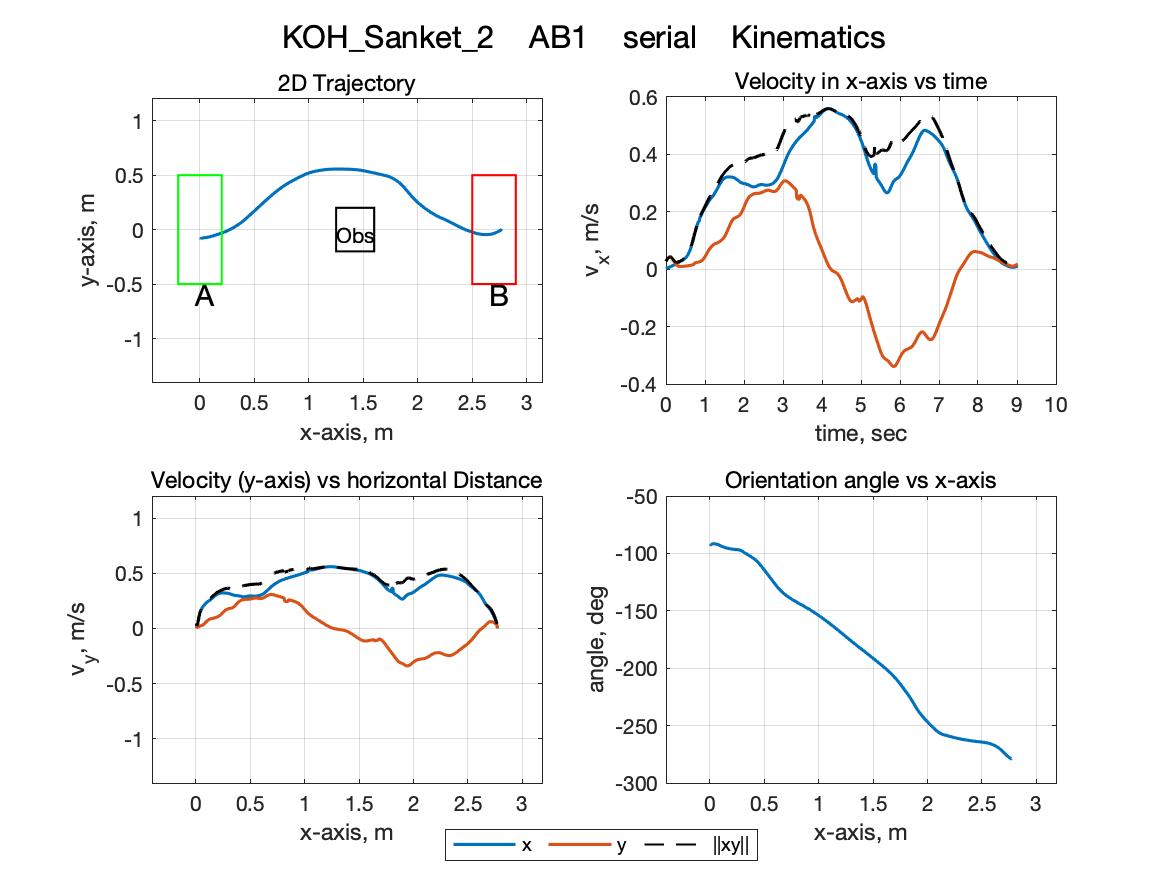 KOH_Sanket_2 AB1 serial Kinematics
2D Trajectory
1
0.5
0
-0.5
-1
y-axis, m
Obs
A
B
0 0.5 1 1.5 2 2.5 3
x-axis, m
Velocity in x-axis vs time
0.6
0.4
0.2
0
-0.2
-0.4
v_x, m/s
0 1 2 3 4 5 6 7 8 9 10
time, sec
Velocity (y-axis) vs horizontal Distance
1
0.5
0
-0.5
-1
v_y, m/s
0 0.5 1 1.5 2 2.5 3
x-axis, m
Orientation angle vs x-axis
-50
-100
-150
-200
-250
-300
angle, deg
0 0.5 1 1.5 2 2.5 3
x-axis, m
x y ||xy||